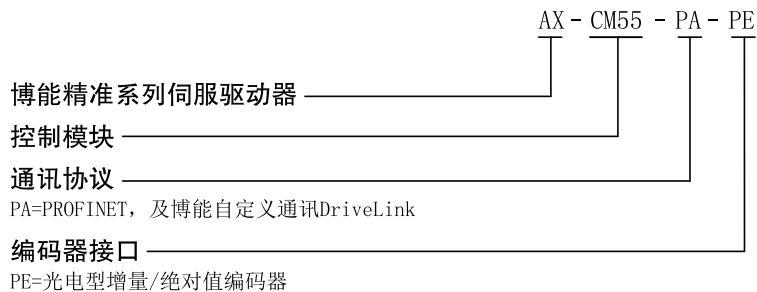 AX-CM55-PA-PE
博能精准系列伺服驱动器
控制模块
通讯协议
PA=PROFINET，及博能自定义通讯DriveLink
编码器接口
PE=光电型增量/绝对值编码器